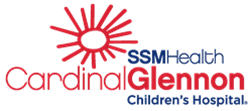 SSMHealth
CardinalGlennon
Children's Hospital.